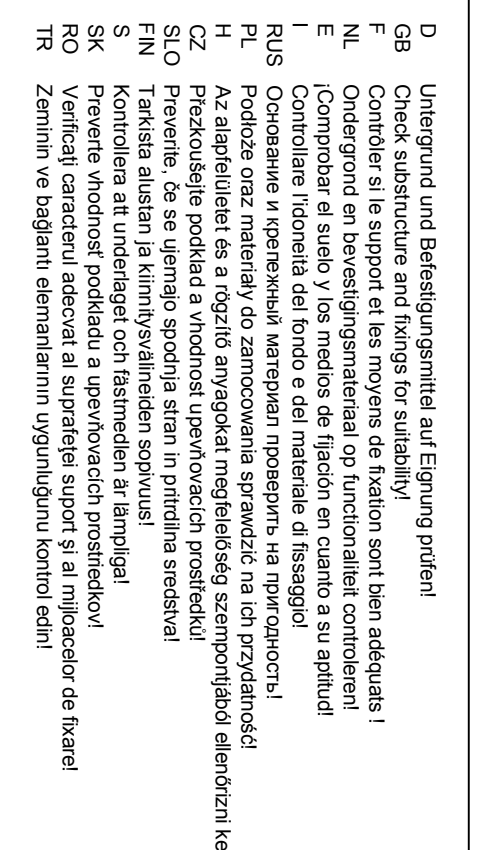 D Untergrund und Befestigungsmittel auf Eignung prüfen!
GB Check substructure and fixings for suitability!
F Contrôler si le support et les moyens de fixation sont bien adéquats !
NL Ondergrond en bevestigingsmateriaal op functionaliteit controleren!
E ¡Comprobar el suelo y los medios de fijación en cuanto a su aptitud!
I Controllare l'idoneità del fondo e del materiale di fissaggio!
RUS Основание и крепежный материал проверить на пригодность!
PL Podłoże oraz materiały do zamocowania sprawdzić na ich przydatność!
H Az alapfelületet és a rögzítő anyagokat megfelelőség szempontjából ellenőrizni
CZ Přezkoušejte podklad a vhodnost upevňovacích prostředků!
SLO Preverite, če se ujemajo spodnja stran in pritrdilna sredstva!
FIN Tarkista alustan ja kiinnitysvälineiden sopivuus!
S Kontrollera att underlaget och fästmedlen är lämpliga!
SK Preverte vhodnosť podkladu a upevňovacích prostriedkov!
RO Verificaţi caracterul adecvat al suprafeţei suport şi al mijloacelor de fixare!
TR Zeminin ve bağlantı elemanlarının uygunluğunu kontrol edin!